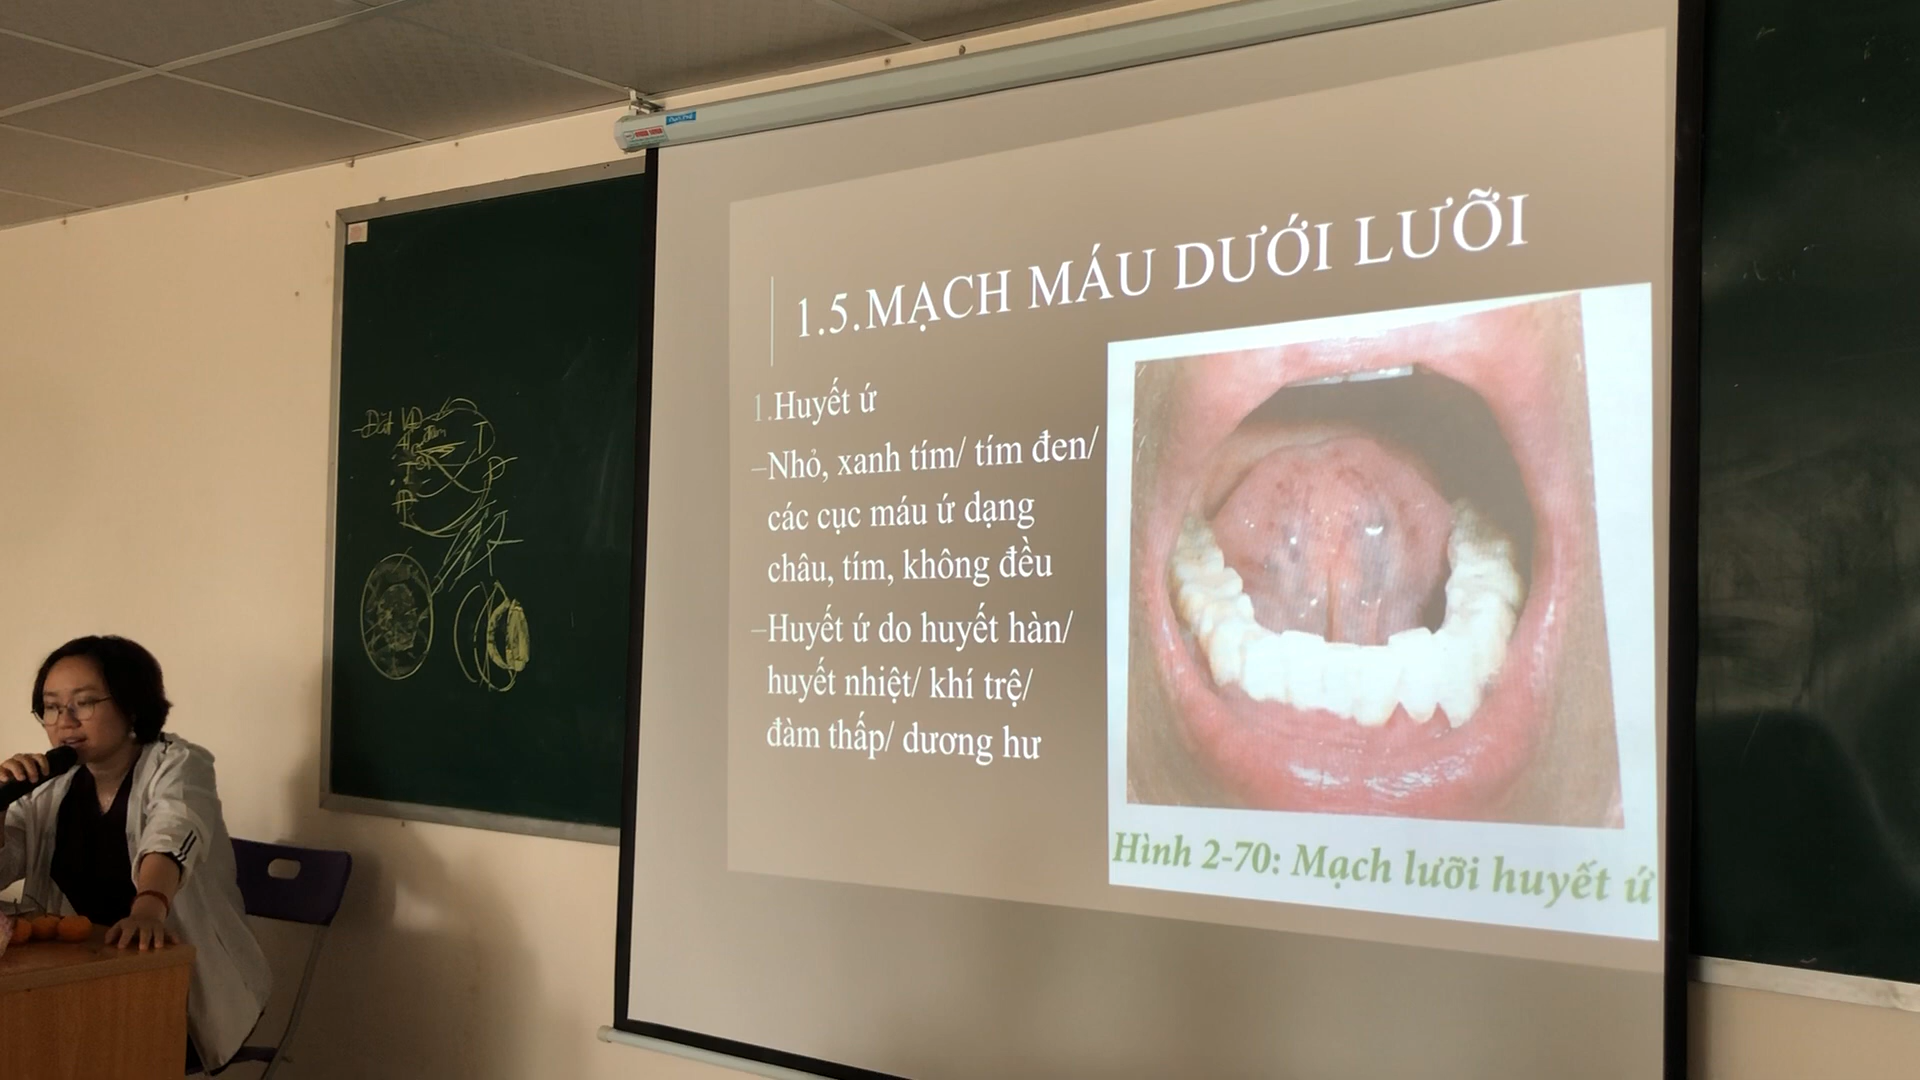 1.5.MẠCH MÁU DƯỚI LƯỠI
1.Huyết ứ
–Nhỏ, xanh tím/ tím đen/
các cục máu ứ dạng
châu, tím, không đều
–Huyết ứ do huyết hàn/
huyết nhiệt/ khí trệ/
đàm thấp/ dương hư
Hình 2-70: Mạch lưỡi huyết ứ